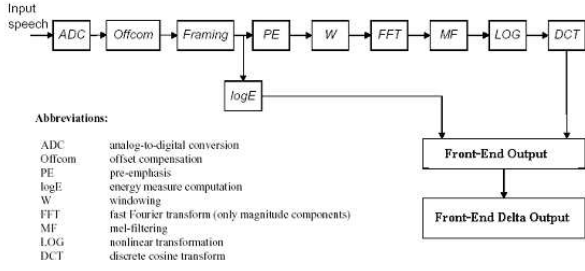 Input
speech
ADC Offcom Framing PE W FFT MF LOG DCT
logE
Abbreviations:
ADC analog-to-digital conversion
Offcom offset compensation
PE pre-emphasis
logE energy measure computation
W windowing
FFT fast Fourier transform (only magnitude components)
MF mel-filtering
LOG nonlinear transformation
DCT discrete cosine transform
Front-End Output
Front-End Delta Output